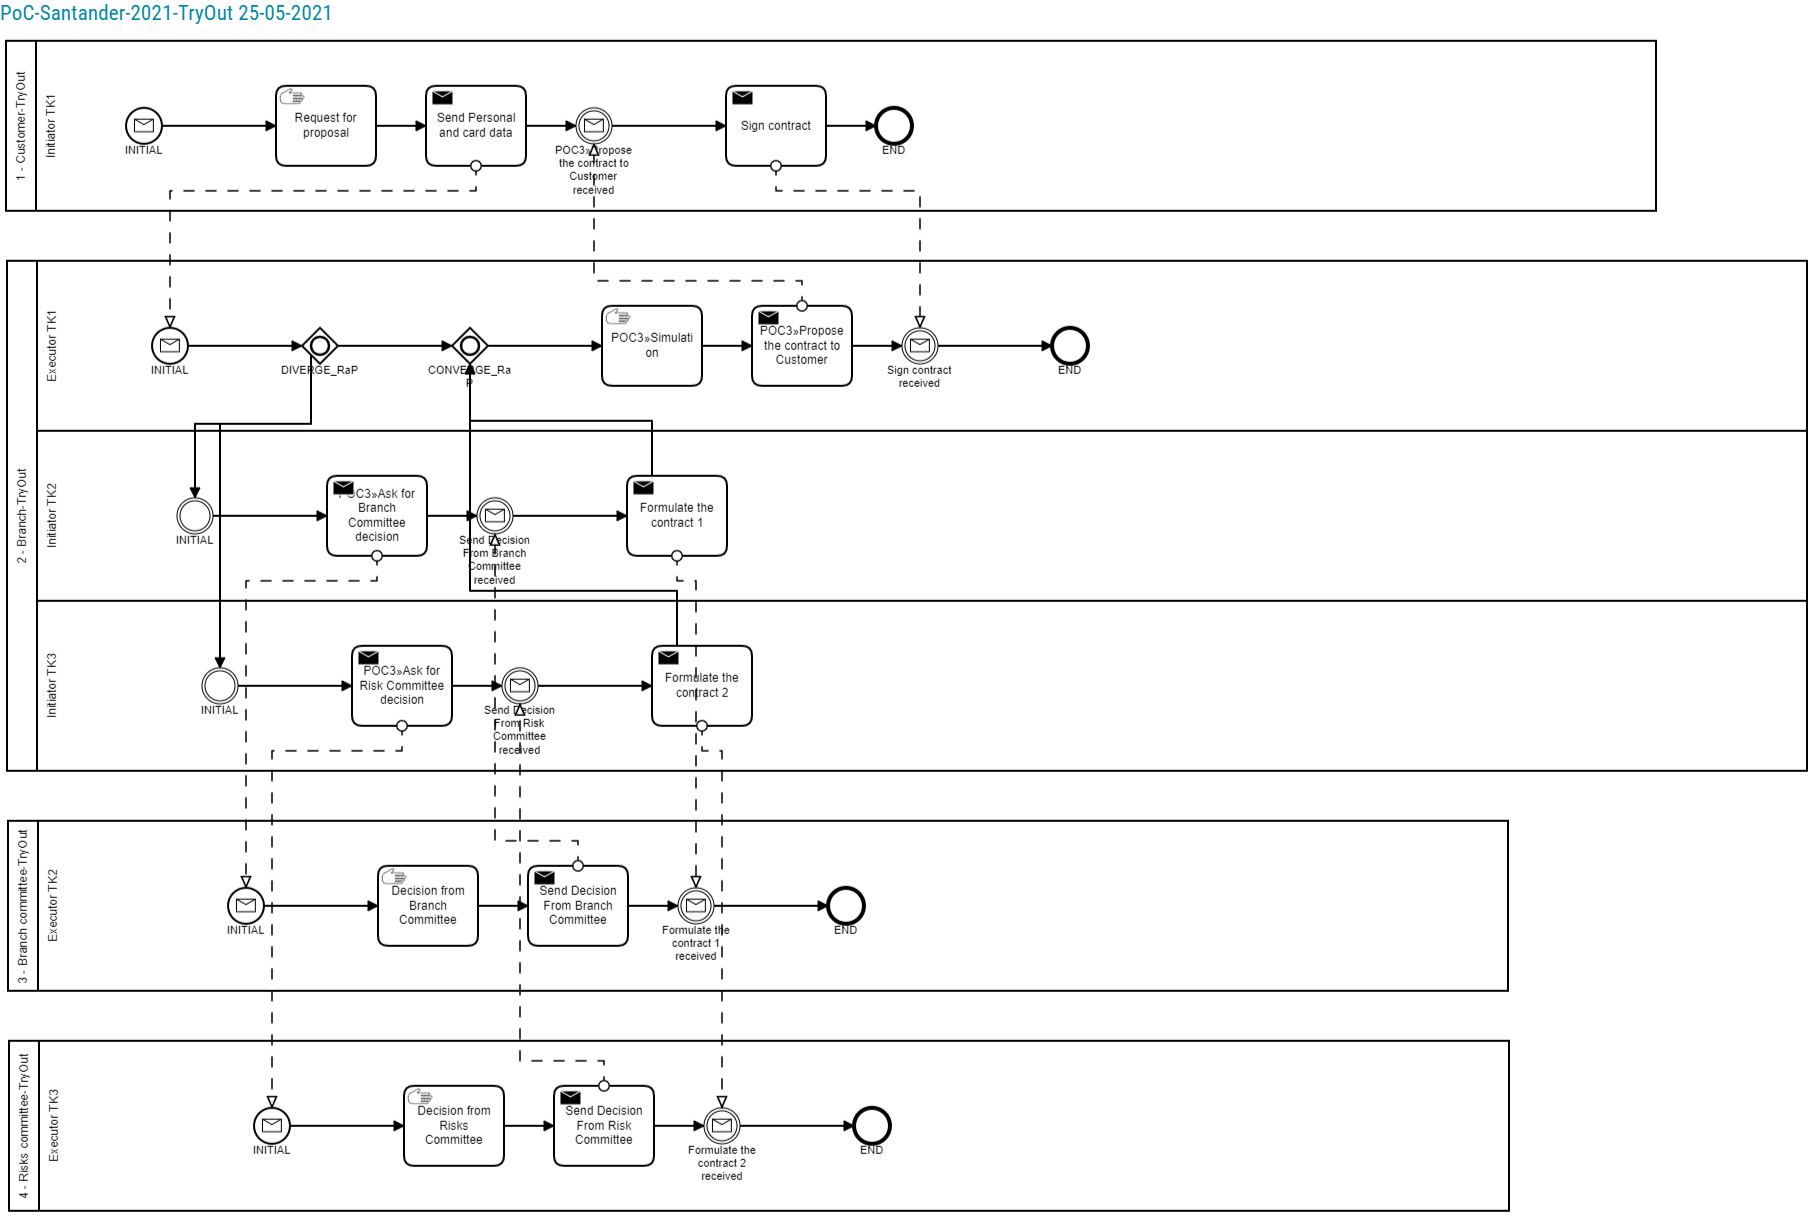 PoC-Santander-2021-TryOut 25-05-2021
1 - Customer-TryOut
Initiator TK1
INITIAL
Request for
proposal
Send Personal
and card data
POC3»Propose
the contract to
Customer
received
Sign contract
END
2 - Branch-TryOut
Executor TK1
INITIAL
DIVERGE_RaP
CONVERGE_Ra
P
POC3»Simulati
on
POC3»Propose
the contract to
Customer
Sign contract
received
END
Initiator TK2
INITIAL
POC3»Ask for
Branch
Committee
decision
Send Decision
From Branch
Committee
received
Formulate the
contract 1
Initiator TK3
INITIAL
POC3»Ask for
Risk Committee
decision
Send Decision
From Risk
Committee
received
Formulate the
contract 2
3 - Branch committee-TryOut
Executor TK2
INITIAL
Decision from
Branch
Committee
Send Decision
From Branch
Committee
Formulate the
contract 1
received
END
4 - Risks committee-TryOut
Executor TK3
INITIAL
Decision from
Risks
Committee
Send Decision
From Risk
Committee
Formulate the
contract 2
received
END